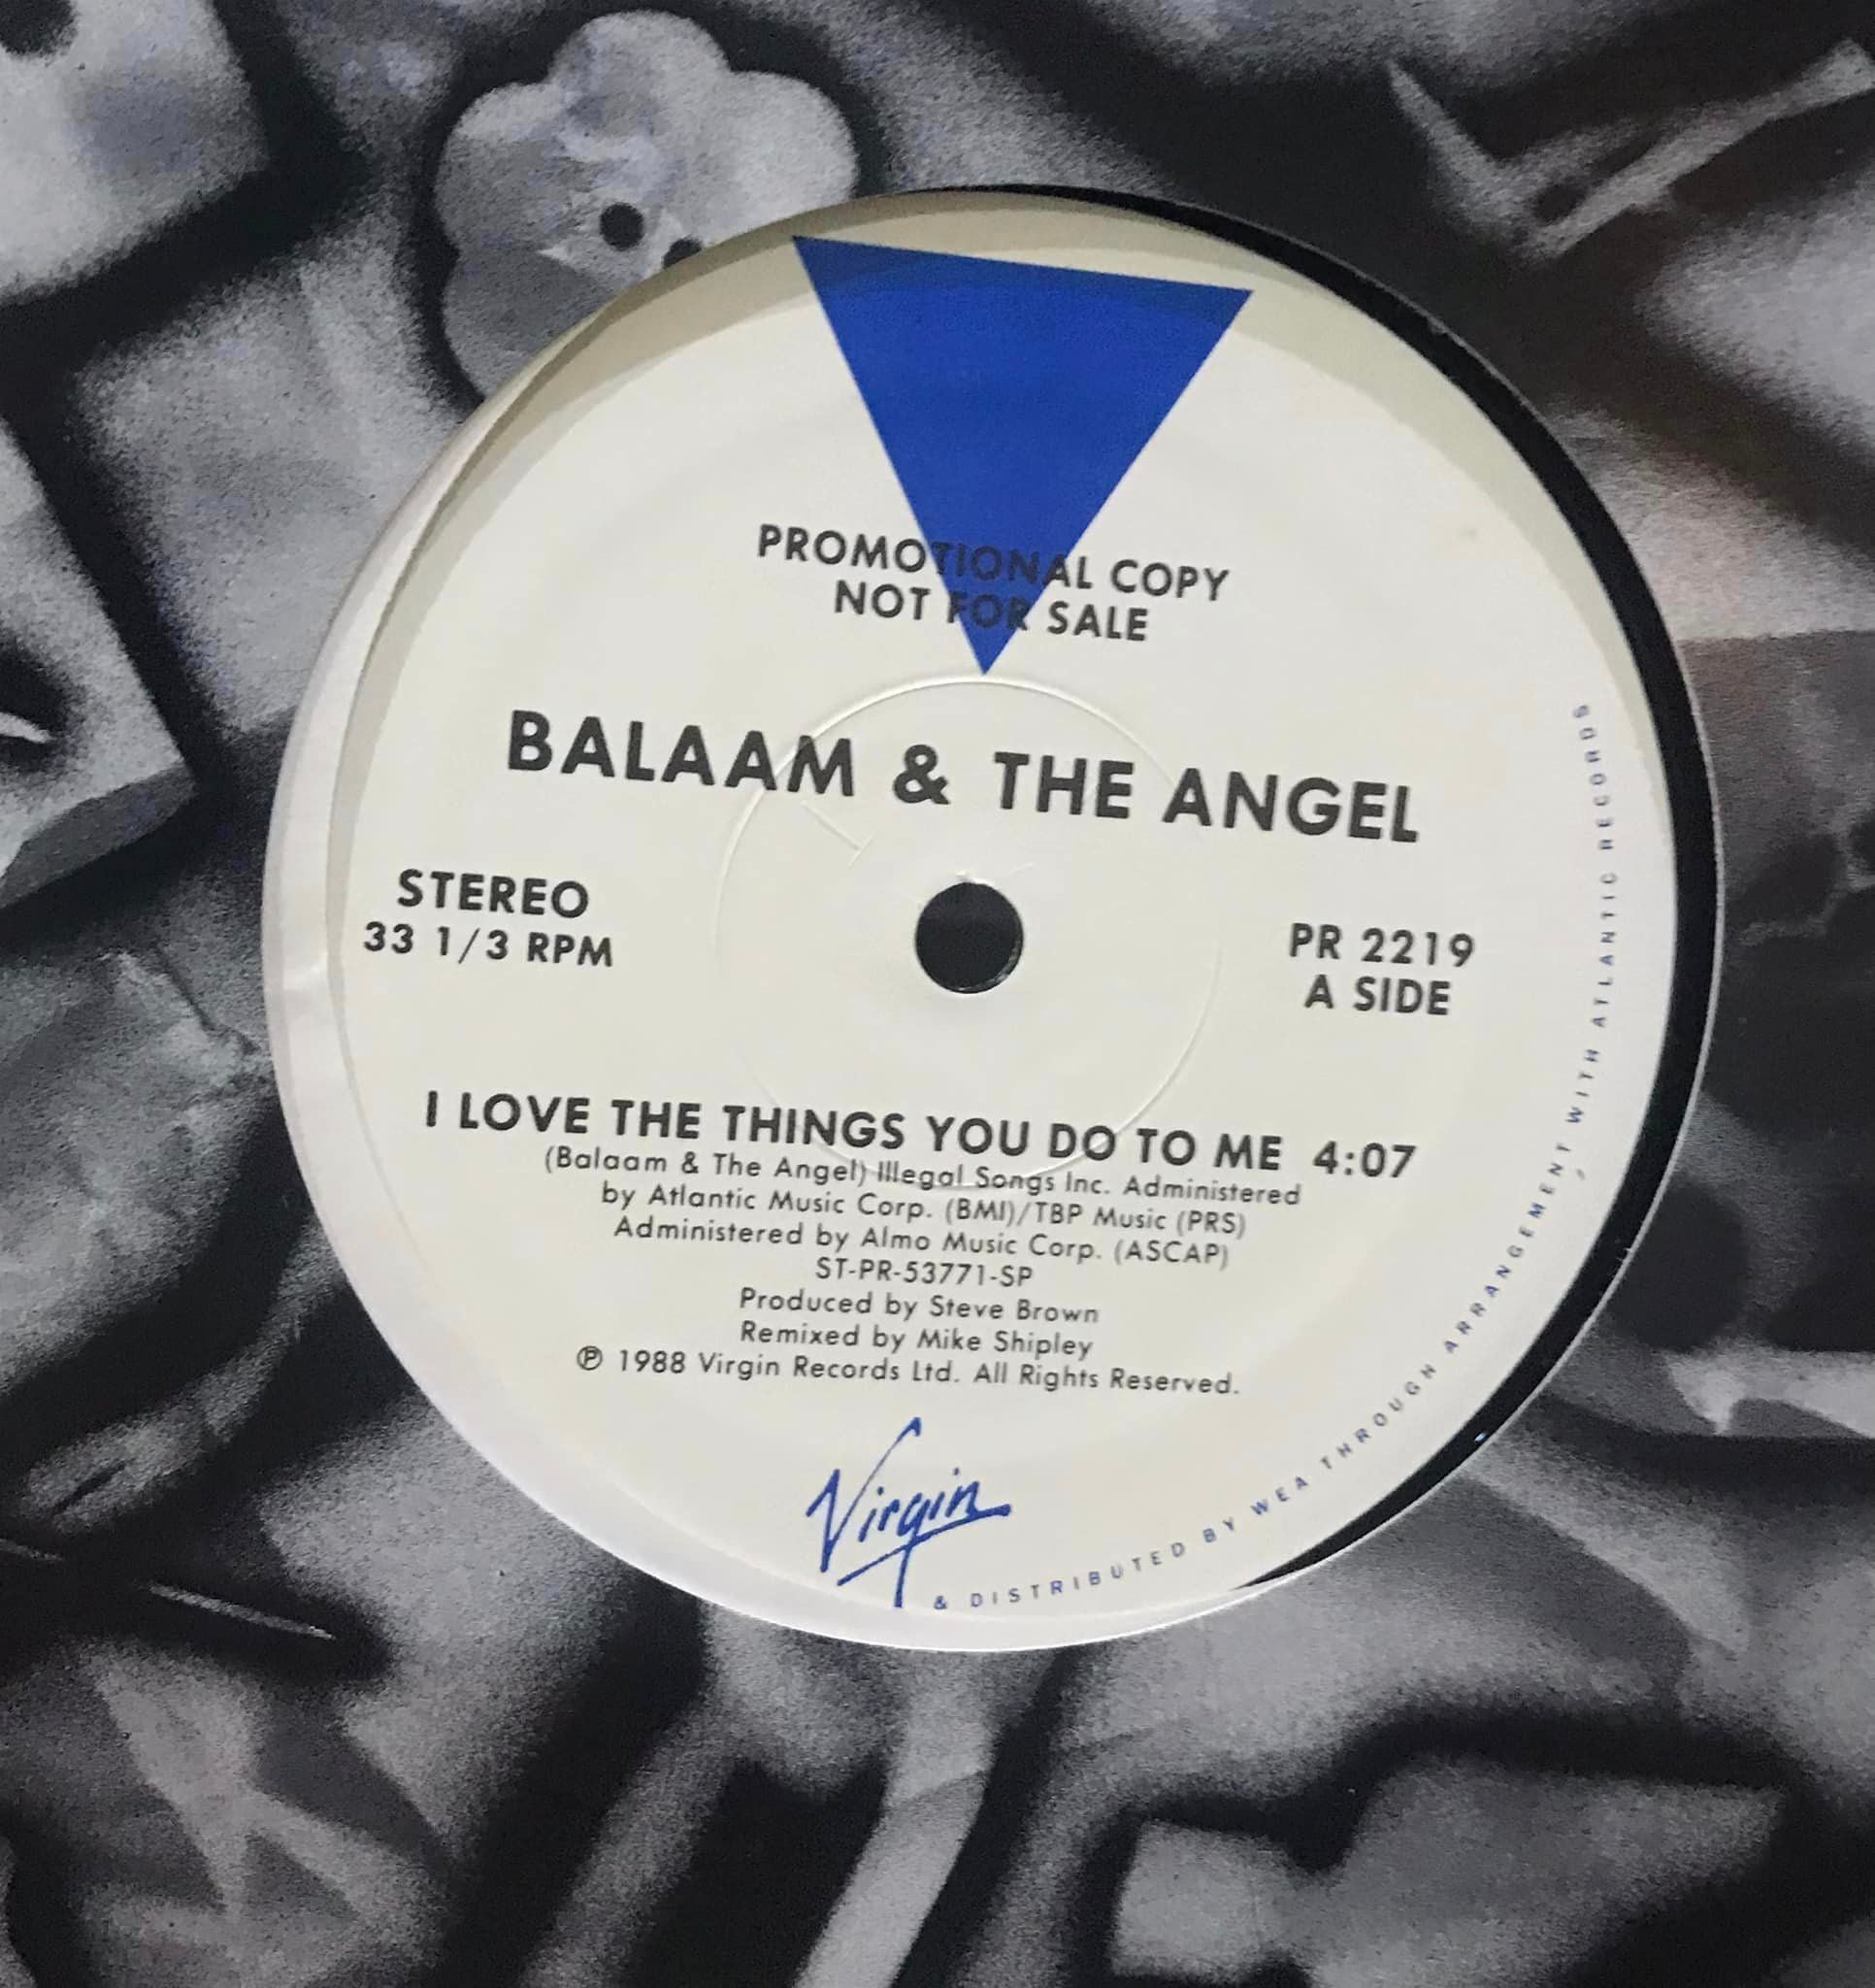 PROMOTIONAL COPY
NOT FOR SALE
BALAAM & THE ANGEL
STEREO
33 1/3 RPM
PR 2219
A SIDE
I LOVE THE THINGS YOU DO TO ME 4:07
(Balaam & The Angel) Illegal Songs Inc. Administered
by Atlantic Music Corp. (BMI)/TBP Music (PRS)
Administered by Almo Music Corp. (ASCAP)
ST-PR-53771-SP
Produced by Steve Brown
Remixed by Mike Shipley
℗ 1988 Virgin Records Ltd. All Rights Reserved.
Virgin
& DISTRIBUTED BY WEA THROUGH ARRANGEMENT WITH ATLANTIC RECORDS